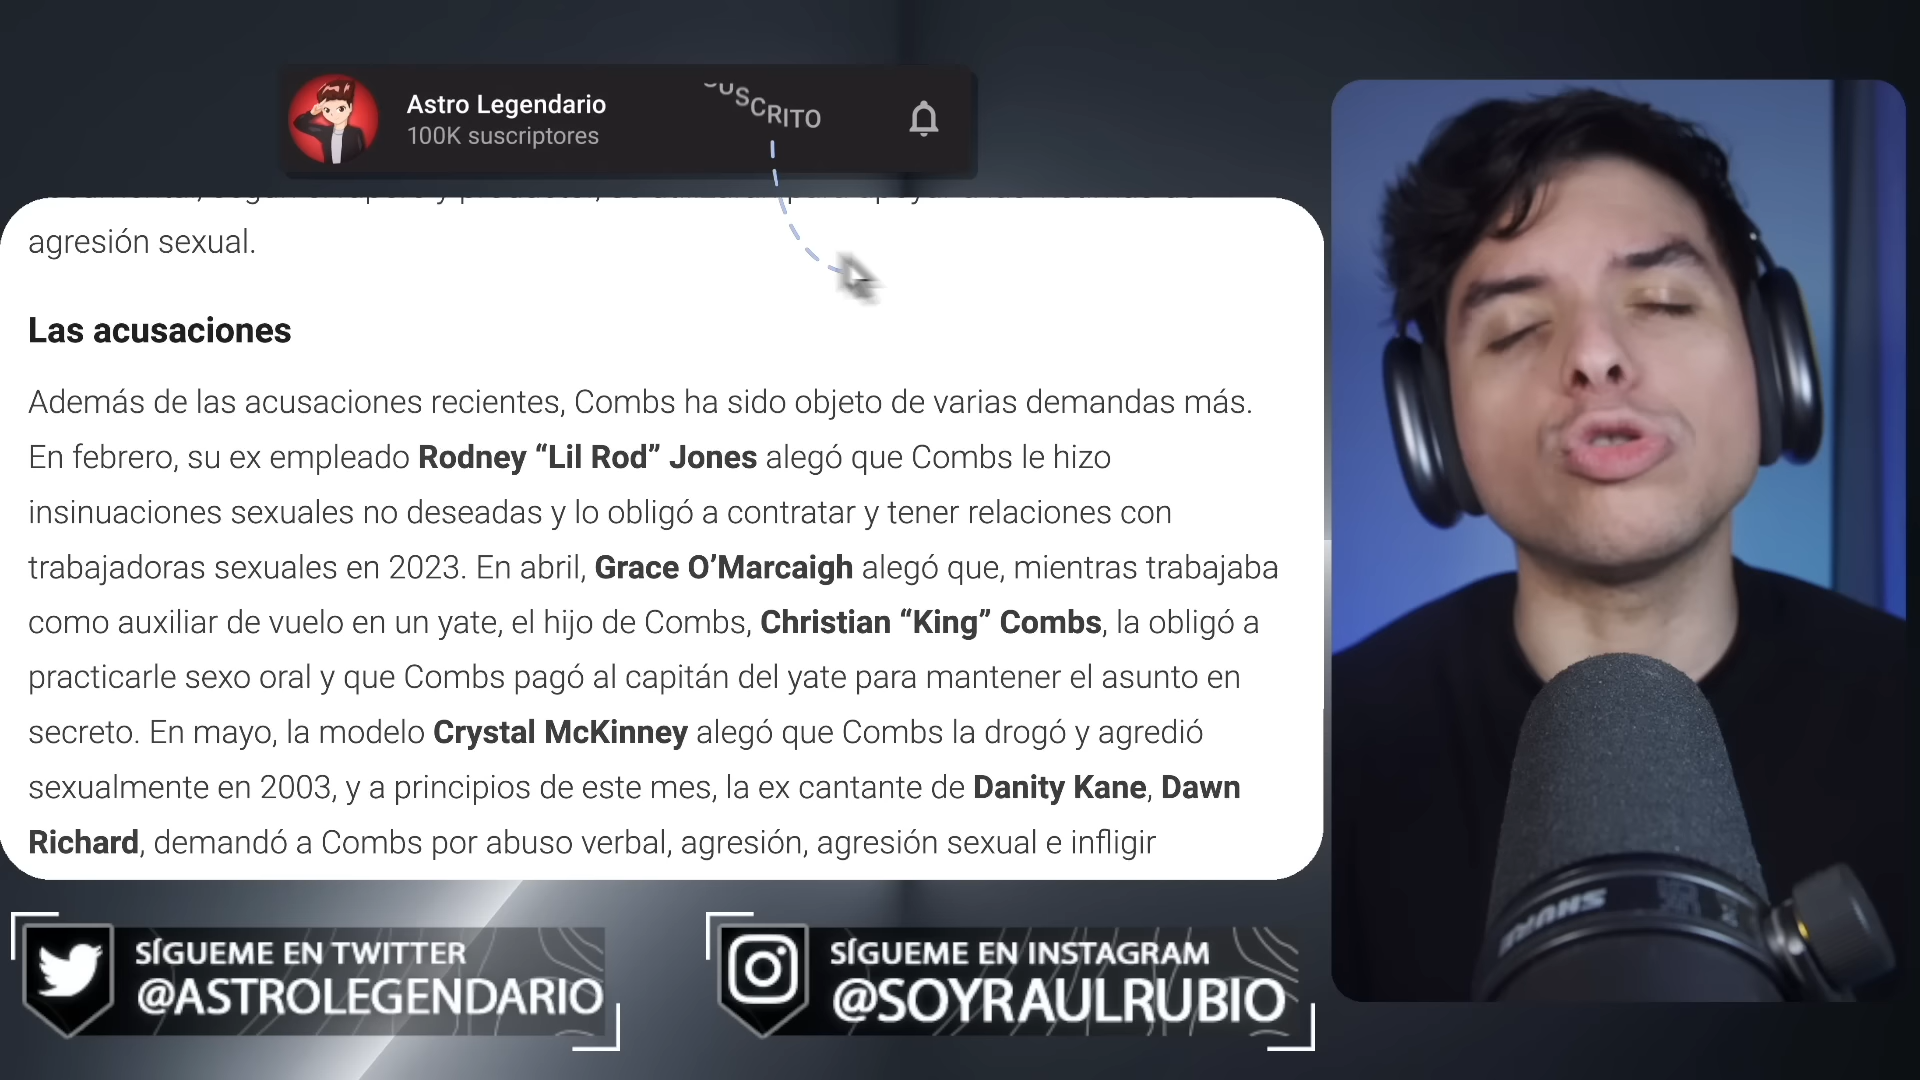 Astro Legendario
SUSCRITO
100K suscriptores
agresión sexual.
Las acusaciones
Además de las acusaciones recientes, Combs ha sido objeto de varias demandas más.
En febrero, su ex empleado Rodney “Lil Rod” Jones alegó que Combs le hizo
insinuaciones sexuales no deseadas y lo obligó a contratar y tener relaciones con
trabajadoras sexuales en 2023. En abril, Grace O’Marcaigh alegó que, mientras trabajaba
como auxiliar de vuelo en un yate, el hijo de Combs, Christian “King” Combs, la obligó a
practicarle sexo oral y que Combs pagó al capitán del yate para mantener el asunto en
secreto. En mayo, la modelo Crystal McKinney alegó que Combs la drogó y agredió
sexualmente en 2003, y a principios de este mes, la ex cantante de Danity Kane, Dawn
Richard, demandó a Combs por abuso verbal, agresión, agresión sexual e infligir
SHURE
SÍGUEME EN TWITTER
@ASTROLEGENDARIO
SÍGUEME EN INSTAGRAM
@SOYRAULRUBIO